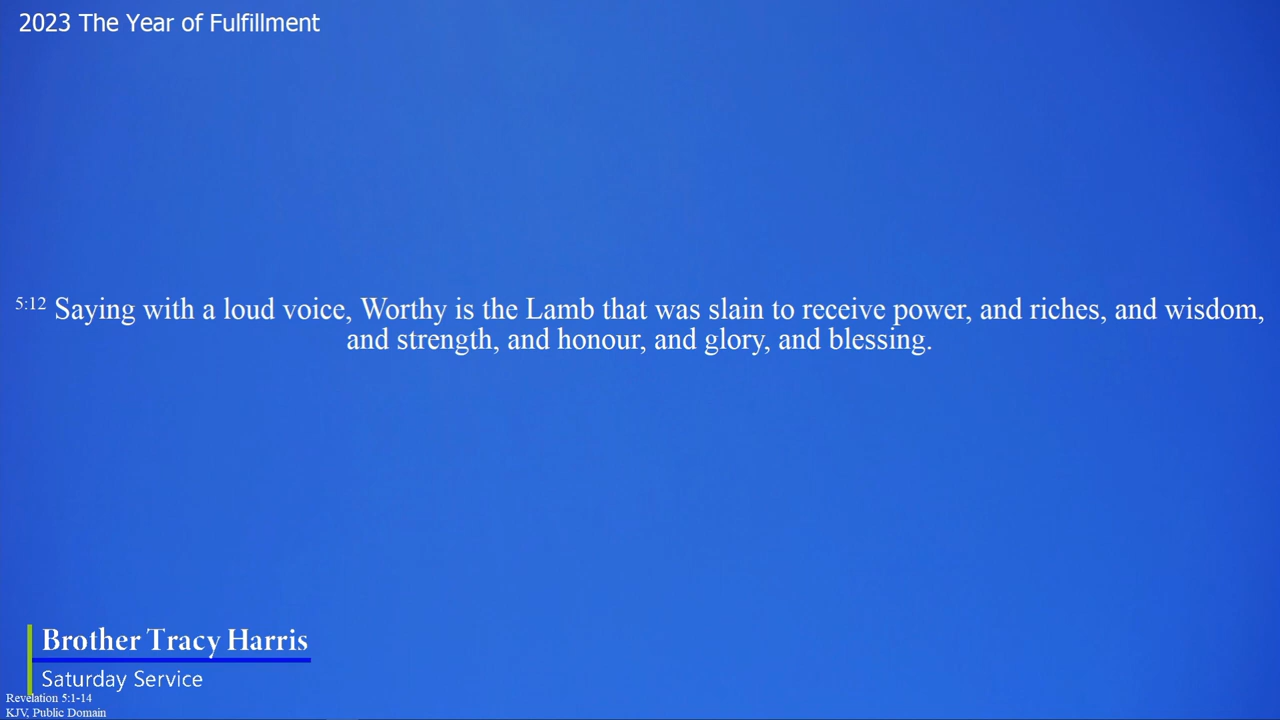 2023 The Year of Fulfillment
5:12 Saying with a loud voice, Worthy is the Lamb that was slain to receive power, and riches, and wisdom,
and strength, and honour, and glory, and blessing.
Brother Tracy Harris
Saturday Service
Revelation 5:1-14
KJV, Public Domain